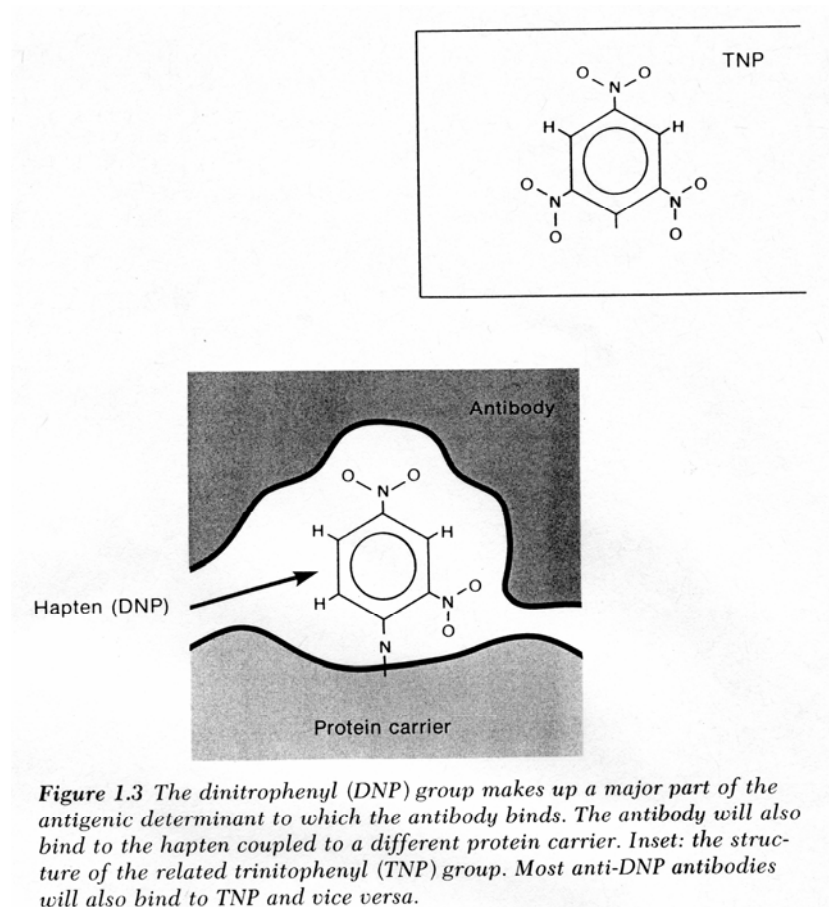 TNP
O N O
H H
O N N O
O O
Antibody
O N O
H H
Hapten (DNP)
H N O
O
N
Protein carrier
Figure 1.3 The dinitrophenyl (DNP) group makes up a major part of the
antigenic determinant to which the antibody binds. The antibody will also
bind to the hapten coupled to a different protein carrier. Inset: the struc-
ture of the related trinitophenyl (TNP) group. Most anti-DNP antibodies
will also bind to TNP and vice versa.